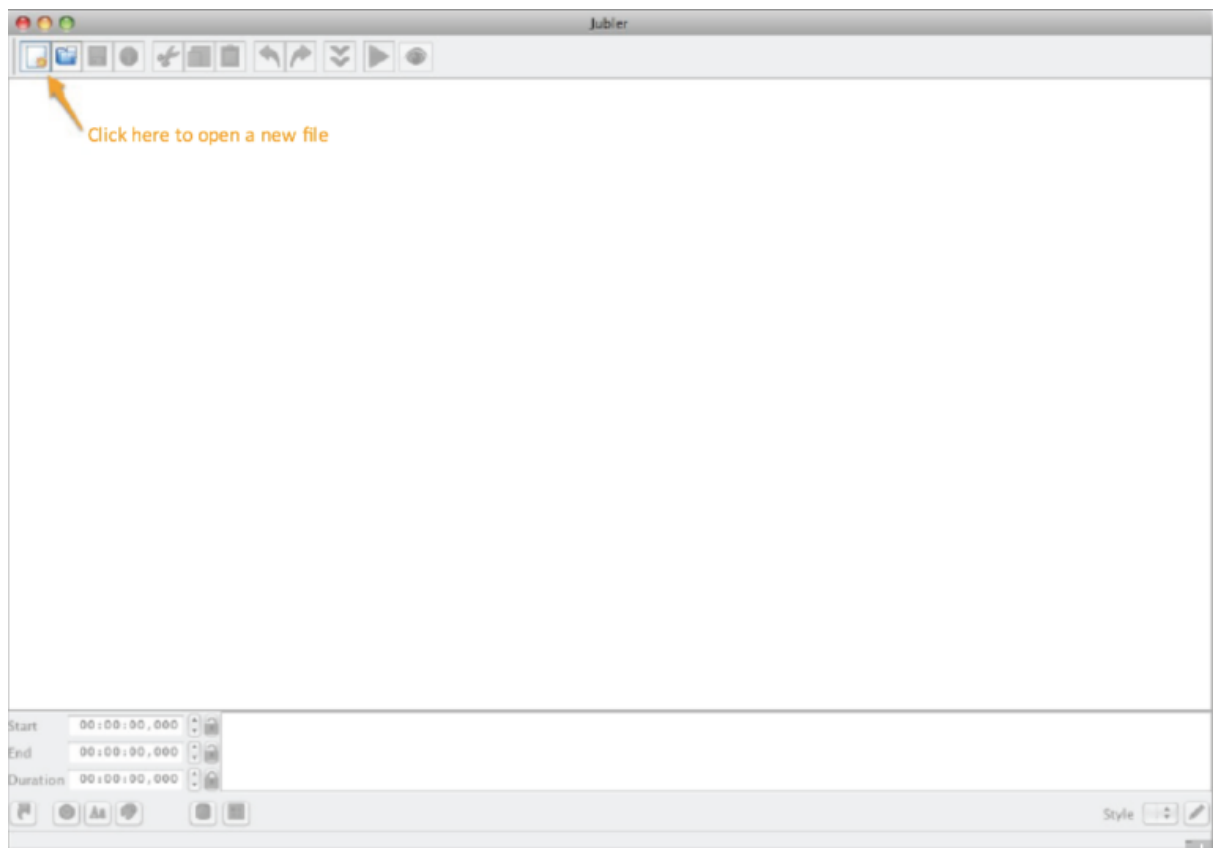 Jubler
Click here to open a new file
Start 00:00:00,000
End 00:00:00,000
Duration 00:00:00,000
Aa
Style